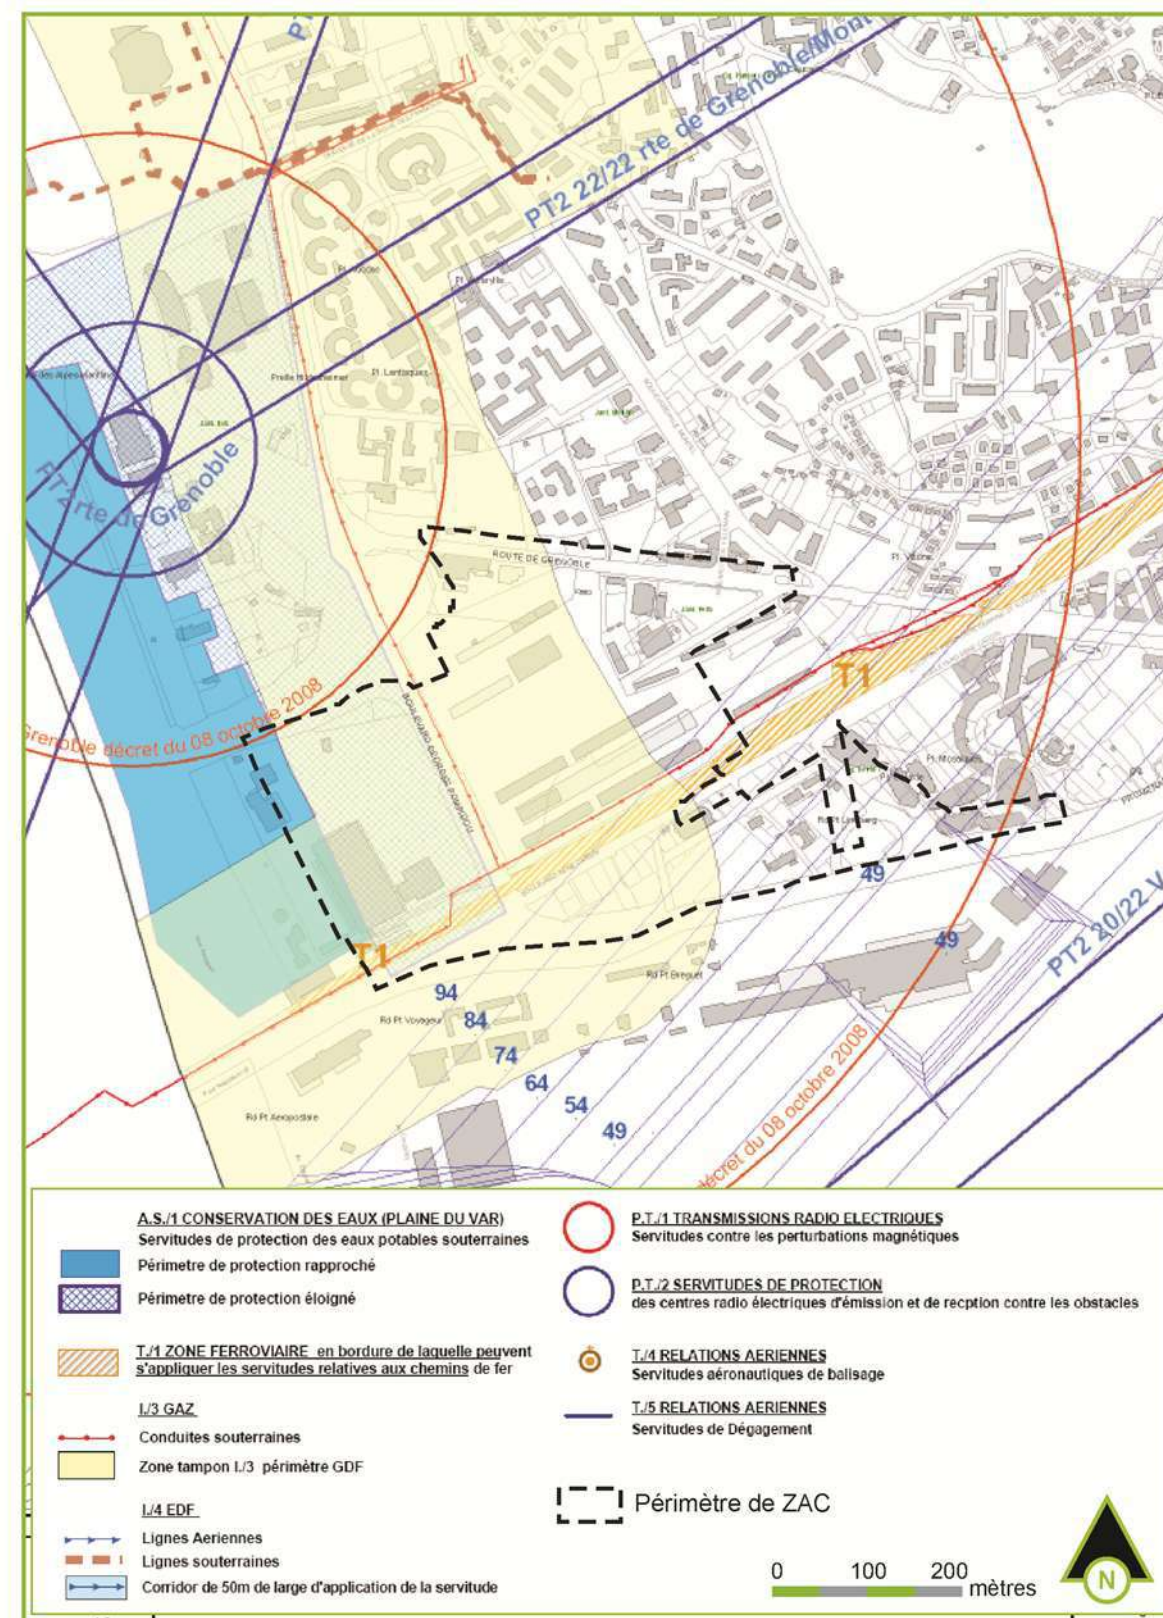 PT2 22/22 rte de Grenoble/Mont
PT2 rte de Grenoble
Grenoble décret du 08 octobre 2008
ROUTE DE GRENOBLE
BOULEVARD GEORGES POMPIDOU
T1
T1
49
49
PT2 20/22 V
94
84
74
64
54
49
Rd Pt Breguet
Rd Pt Voyageur
Rd Pt Aeropostale
décret du 08 octobre 2008
A.S./1 CONSERVATION DES EAUX (PLAINE DU VAR)
Servitudes de protection des eaux potables souterraines
Périmetre de protection rapproché
Périmetre de protection éloigné
T./1 ZONE FERROVIAIRE en bordure de laquelle peuvent
s'appliquer les servitudes relatives aux chemins de fer
I./3 GAZ
Conduites souterraines
Zone tampon I./3 périmètre GDF
I./4 EDF
Lignes Aeriennes
Lignes souterraines
Corridor de 50m de large d'application de la servitude
P.T./1 TRANSMISSIONS RADIO ELECTRIQUES
Servitudes contre les perturbations magnétiques
P.T./2 SERVITUDES DE PROTECTION
des centres radio électriques d'émission et de recption contre les obstacles
T./4 RELATIONS AERIENNES
Servitudes aéronautiques de balisage
T./5 RELATIONS AERIENNES
Servitudes de Dégagement
Périmètre de ZAC
0 100 200
mètres
N